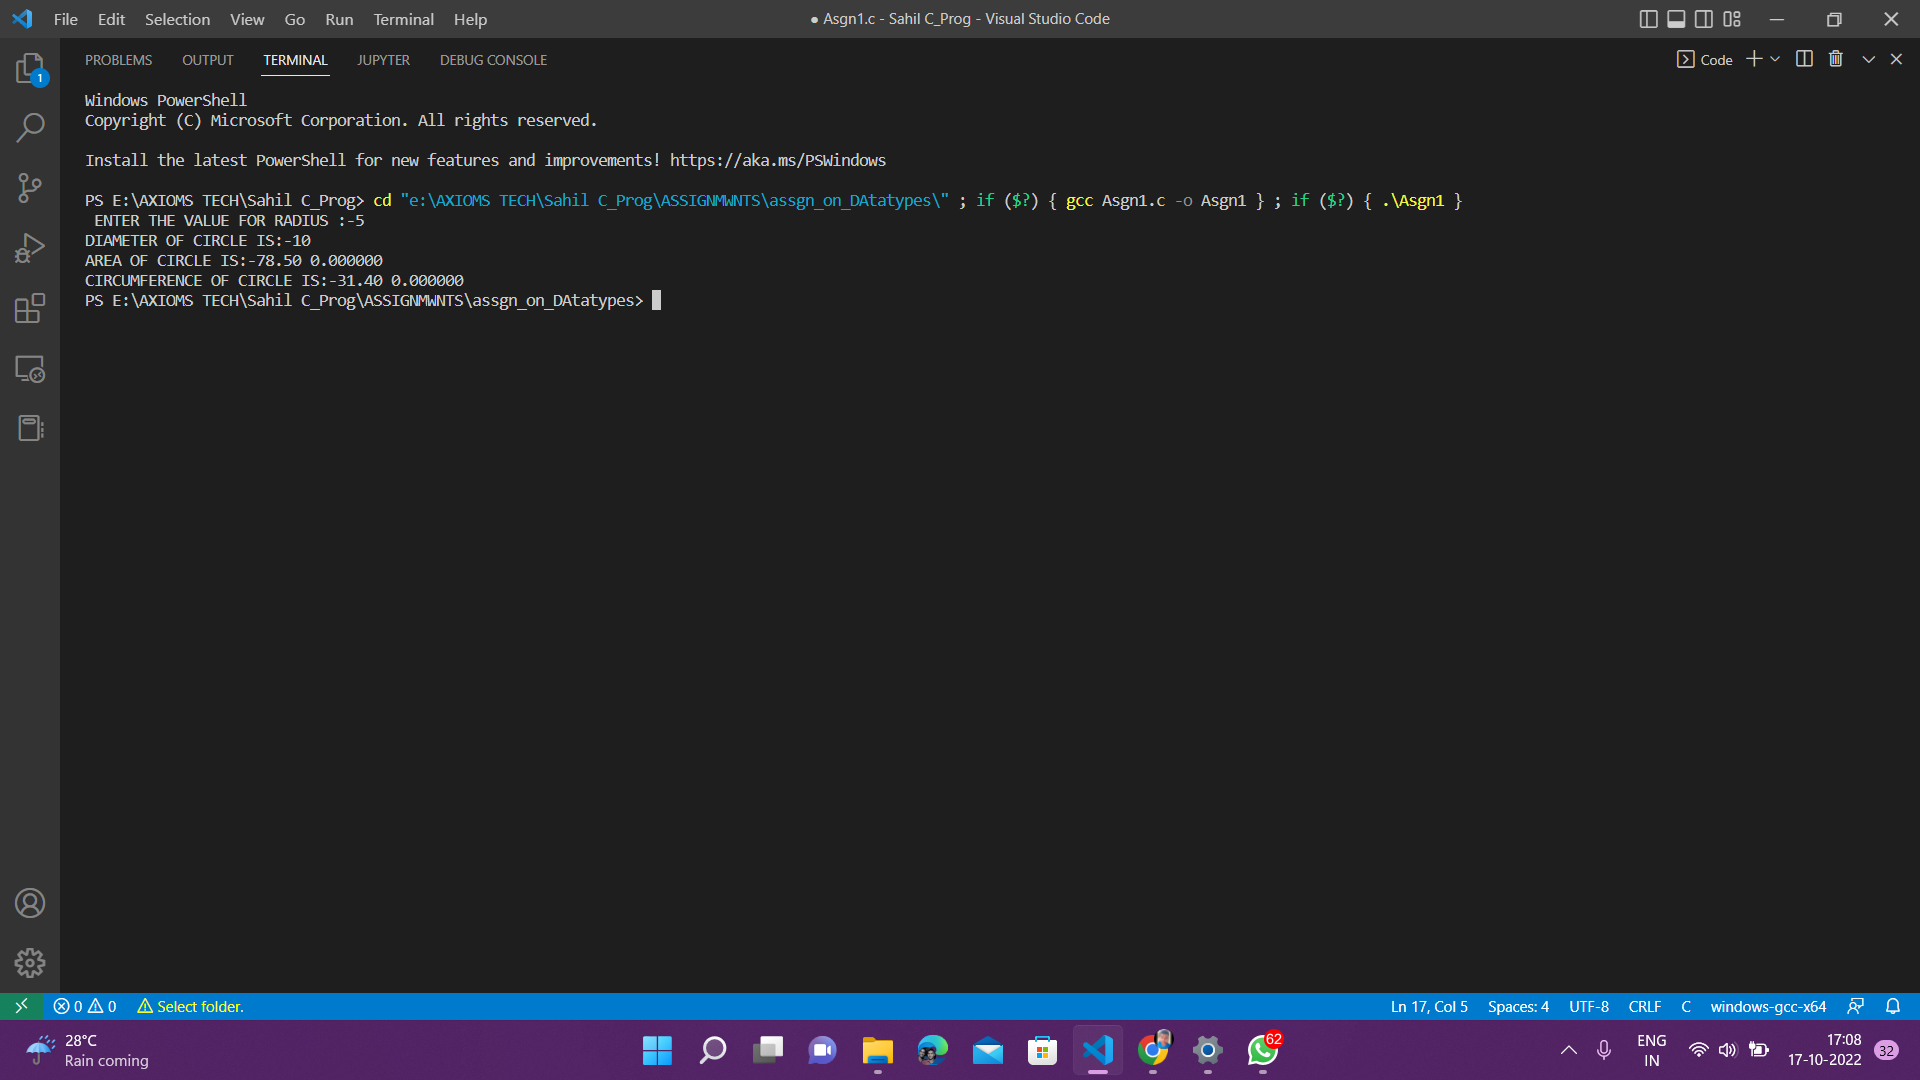 File Edit Selection View Go Run Terminal Help
● Asgn1.c - Sahil C_Prog - Visual Studio Code
1
PROBLEMS OUTPUT TERMINAL JUPYTER DEBUG CONSOLE
Code
Windows PowerShell
Copyright (C) Microsoft Corporation. All rights reserved.
Install the latest PowerShell for new features and improvements! https://aka.ms/PSWindows
PS E:\AXIOMS TECH\Sahil C_Prog> cd "e:\AXIOMS TECH\Sahil C_Prog\ASSIGNMWNTS\assgn_on_DAtatypes\" ; if ($?) { gcc Asgn1.c -o Asgn1 } ; if ($?) { .\Asgn1 }
ENTER THE VALUE FOR RADIUS :-5
DIAMETER OF CIRCLE IS:-10
AREA OF CIRCLE IS:-78.50 0.000000
CIRCUMFERENCE OF CIRCLE IS:-31.40 0.000000
PS E:\AXIOMS TECH\Sahil C_Prog\ASSIGNMWNTS\assgn_on_DAtatypes>
0 0 Select folder.
Ln 17, Col 5 Spaces: 4 UTF-8 CRLF C windows-gcc-x64
28°C
Rain coming
62
ENG
IN
17:08
17-10-2022
32